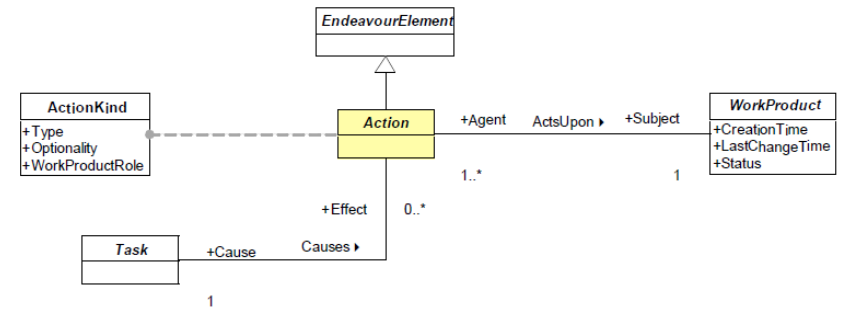 EndeavourElement
ActionKind
+Type
+Optionality
+WorkProductRole
Action
+Agent
ActsUpon
+Subject
1..*
1
WorkProduct
+CreationTime
+LastChangeTime
+Status
+Effect
0..*
Task
+Cause
Causes
1